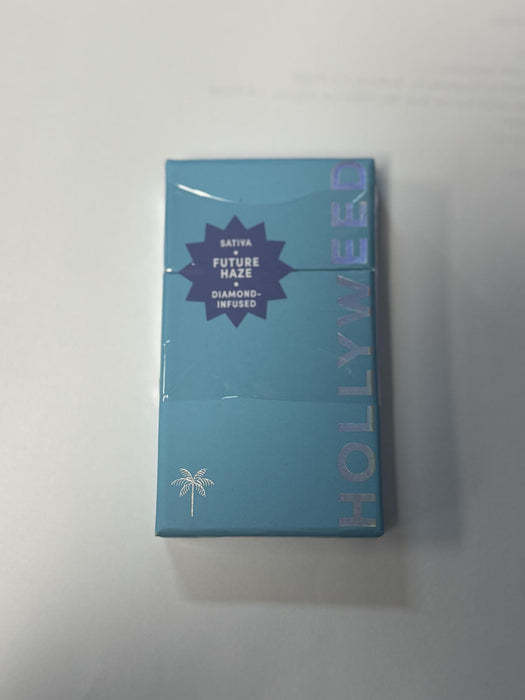 SATIVA
FUTURE
HAZE
DIAMOND-
INFUSED
HOLLYWEED